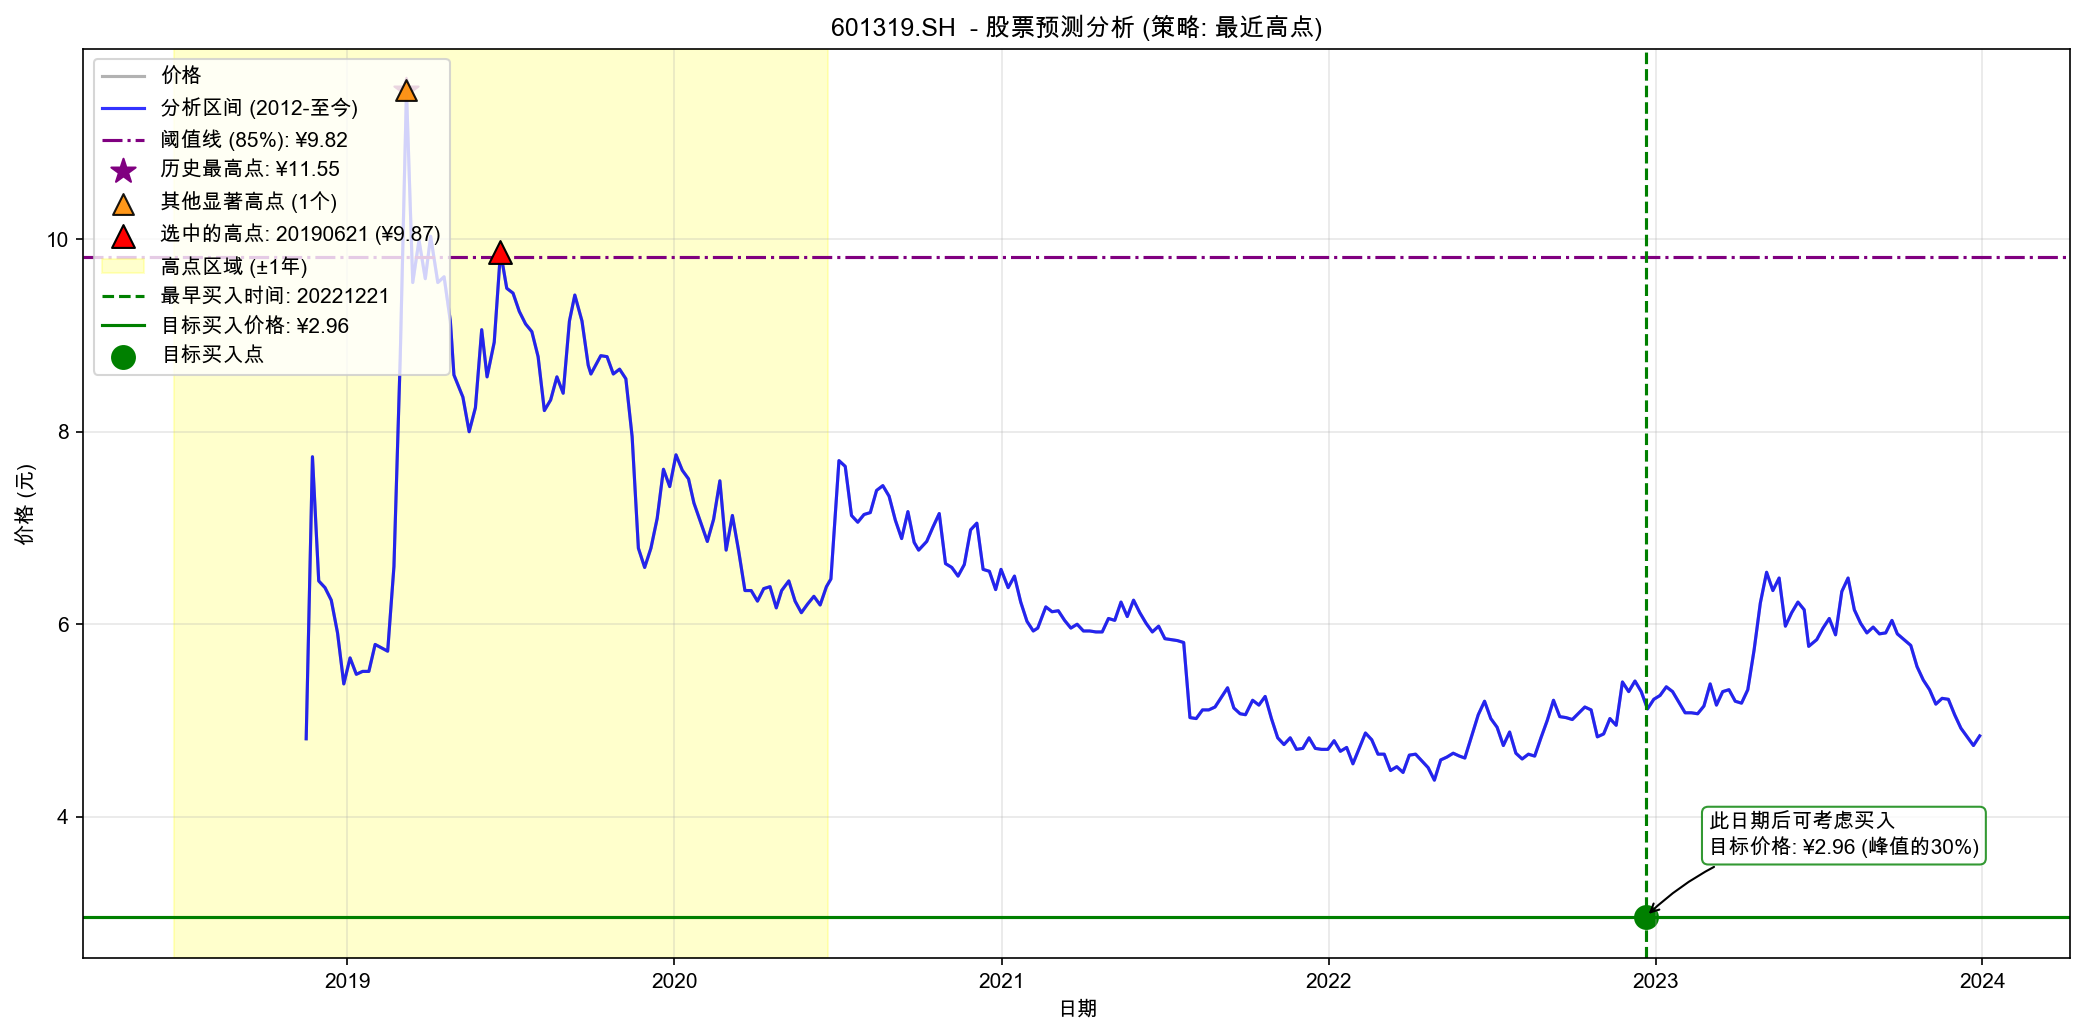 601319.SH - 股票预测分析 (策略: 最近高点)
价格
分析区间 (2012-至今)
阈值线 (85%): ¥9.82
历史最高点: ¥11.55
其他显著高点 (1个)
选中的高点: 20190621 (¥9.87)
高点区域 (±1年)
最早买入时间: 20221221
目标买入价格: ¥2.96
目标买入点
价格 (元)
10
8
6
4
此日期后可考虑买入
目标价格: ¥2.96 (峰值的30%)
2019
2020
2021
2022
2023
2024
日期